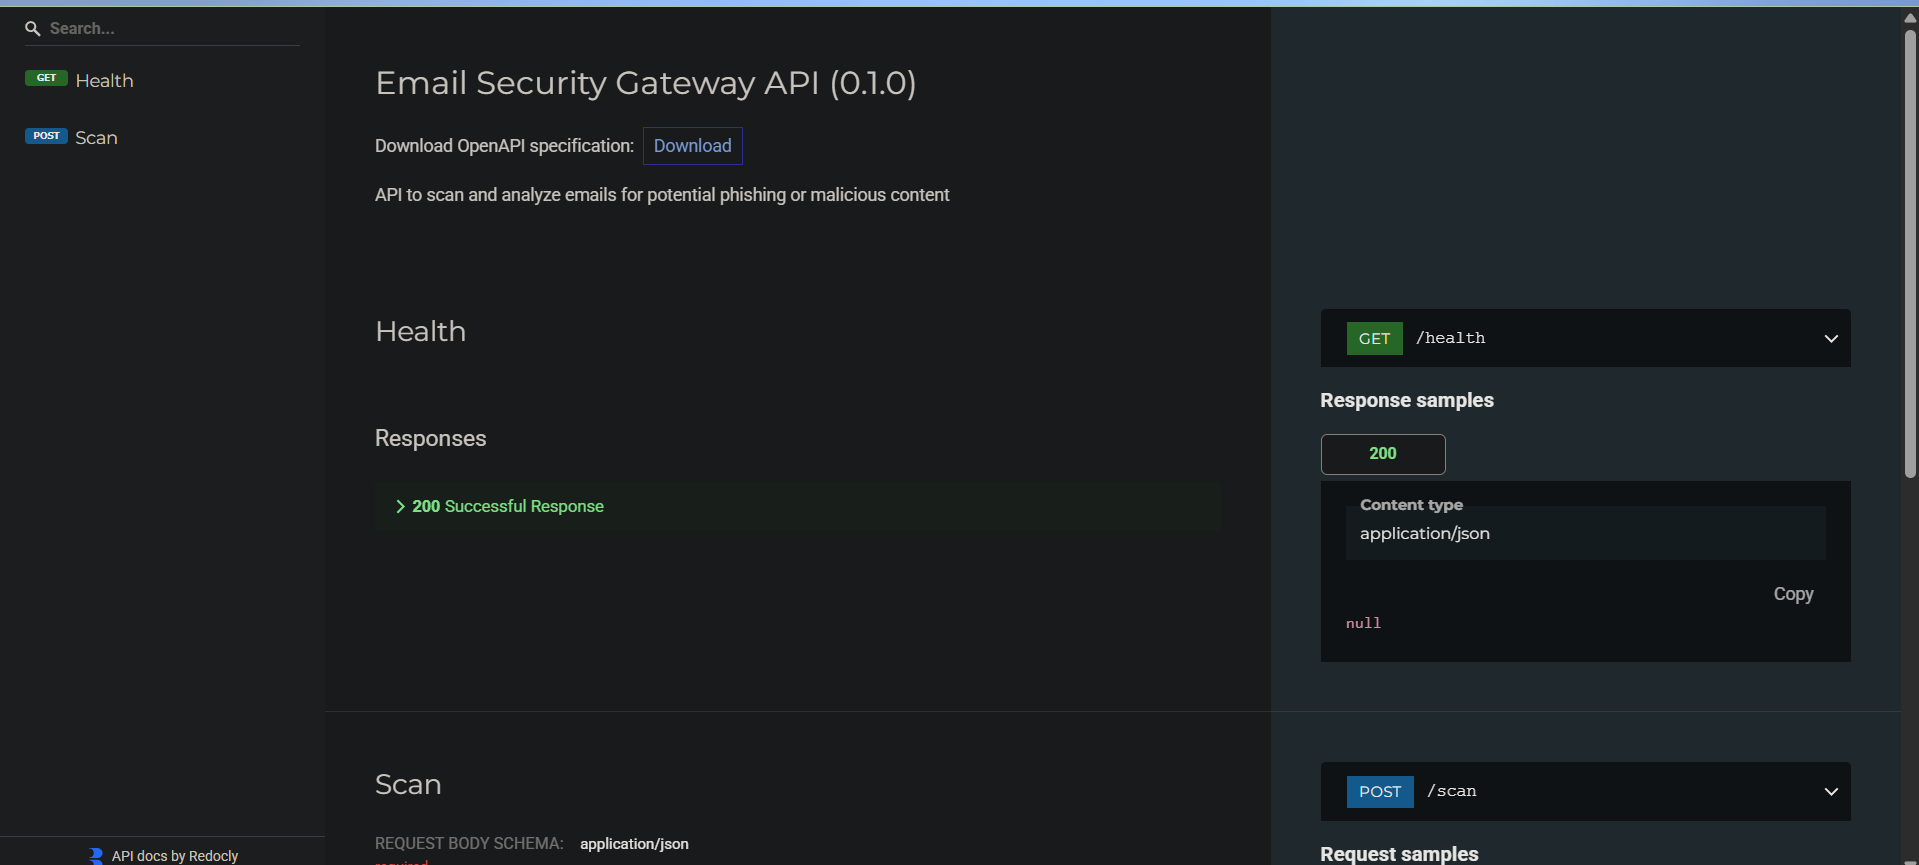 Search...
GET Health
POST Scan
API docs by Redocly
Email Security Gateway API (0.1.0)
Download OpenAPI specification: Download
API to scan and analyze emails for potential phishing or malicious content
Health
Responses
200 Successful Response
GET /health
Response samples
200
Content type
application/json
Copy
null
Scan
REQUEST BODY SCHEMA: application/json
required
POST /scan
Request samples